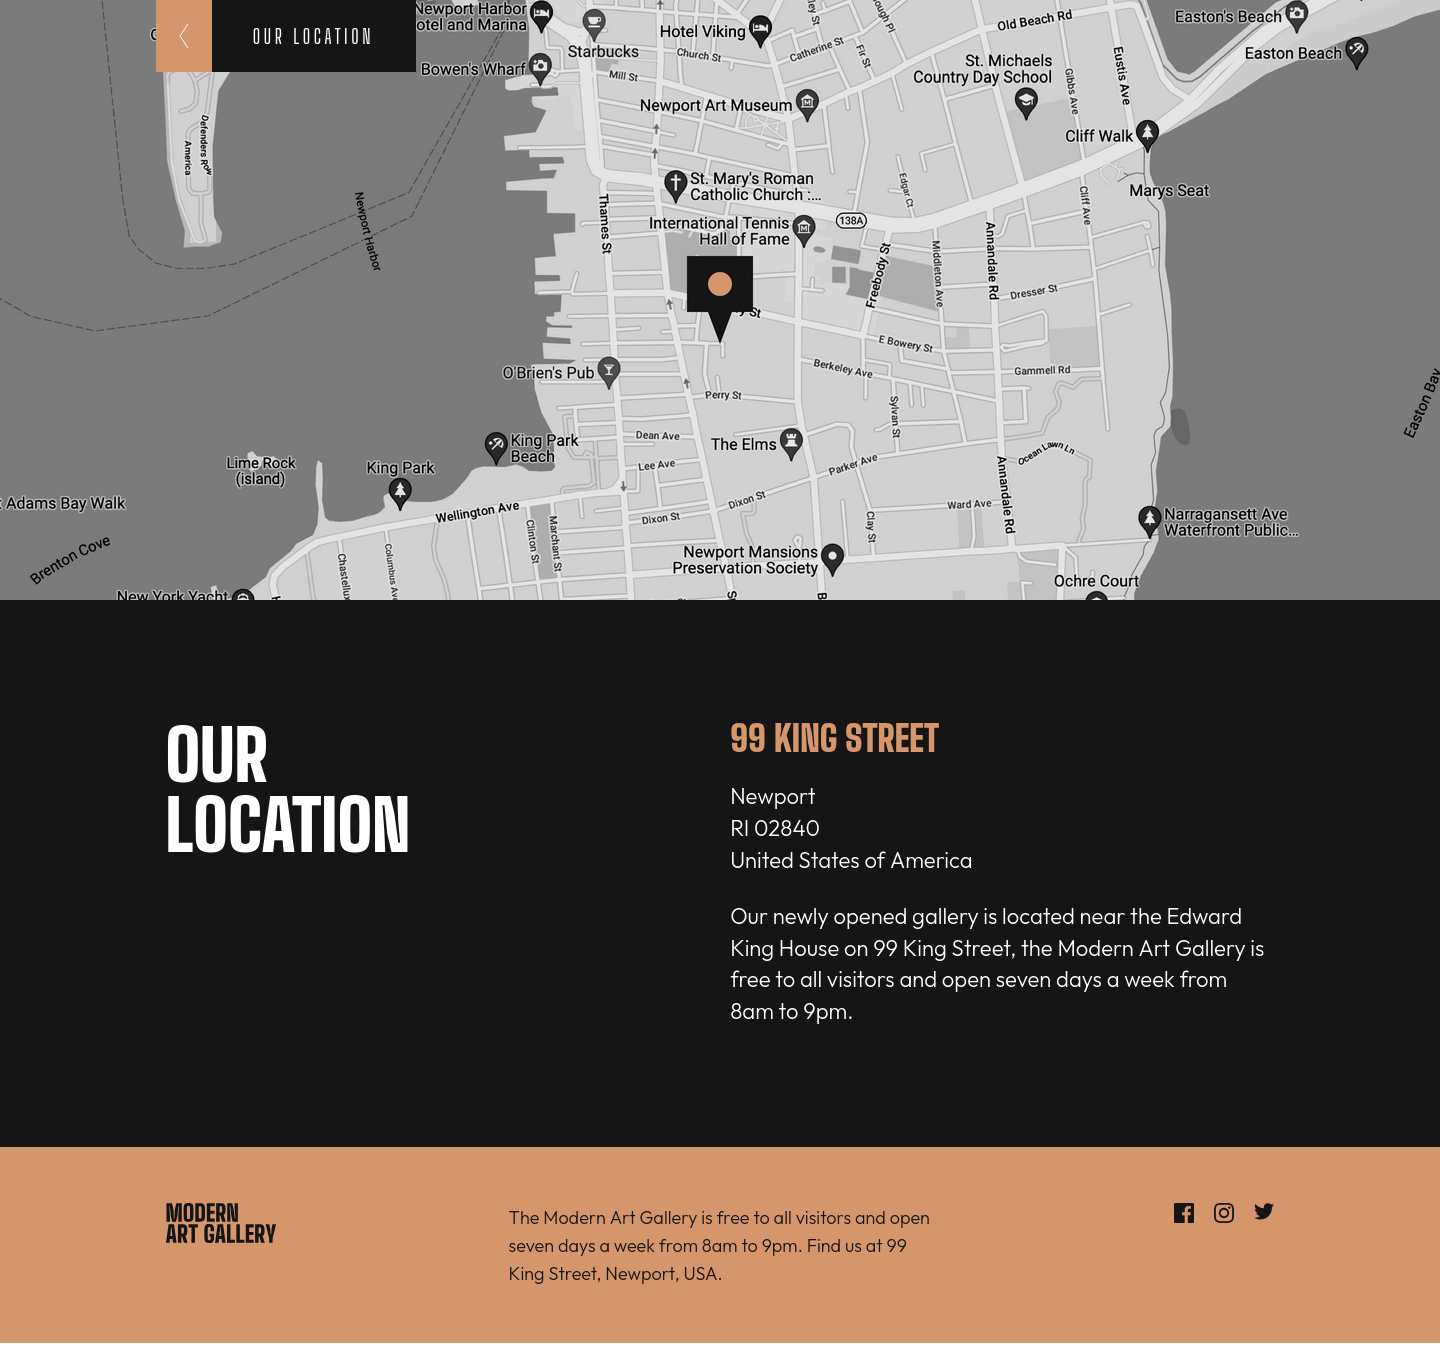 OUR LOCATION
Newport Harbor
otel and Marina
Starbucks
Hotel Viking
Church St
Catherine St
Fir St
Old Beach Rd
Easton's Beach
Easton Beach
Eustis Ave
Gibbs Ave
St. Michaels
Country Day School
Bowen's Wharf
Mill St
Newport Art Museum
Cliff Walk
Defenders Row
America
Newport Harbor
Thames St
St. Mary's Roman
Catholic Church :...
Edgar Ct
Cliff Ave
Marys Seat
138A
International Tennis
Hall of Fame
Freebody St
Middleton Ave
Annandale Rd
Dresser St
y St
E Bowery St
Berkeley Ave
Gammell Rd
O'Brien's Pub
Perry St
Sylvan St
Easton Bay
King Park
Beach
Dean Ave
The Elms
Lee Ave
Parker Ave
Ocean Lawn Ln
Lime Rock
(island)
King Park
Annandale Rd
t Adams Bay Walk
Wellington Ave
Dixon St
Dixon St
Ward Ave
Clay St
Narragansett Ave
Waterfront Public...
Clinton St
Marchant St
Brenton Cove
Chastellux
Columbus Ave
Newport Mansions
Preservation Society
Ochre Court
New York Yacht
OUR
LOCATION
99 KING STREET
Newport
RI 02840
United States of America
Our newly opened gallery is located near the Edward
King House on 99 King Street, the Modern Art Gallery is
free to all visitors and open seven days a week from
8am to 9pm.
MODERN
ART GALLERY
The Modern Art Gallery is free to all visitors and open
seven days a week from 8am to 9pm. Find us at 99
King Street, Newport, USA.